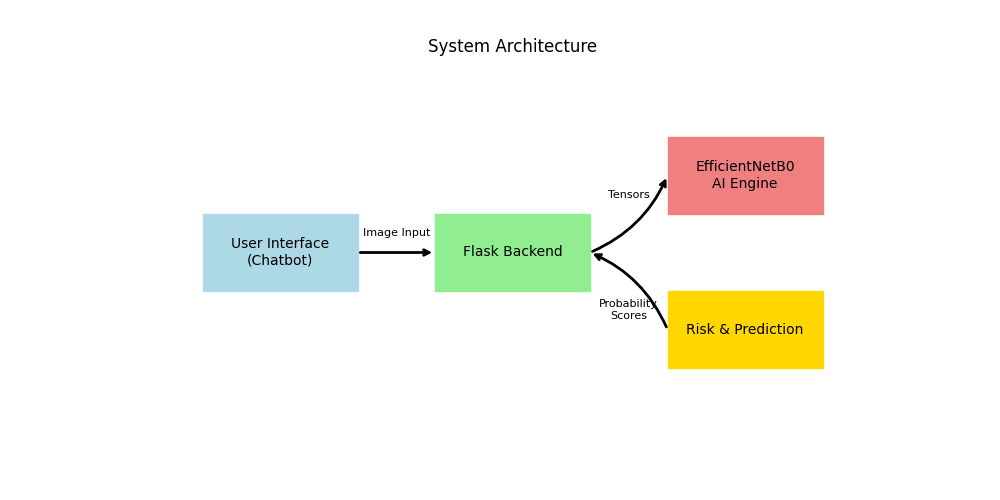 System Architecture
EfficientNetB0
AI Engine
Tensors
User Interface
(Chatbot)
Image Input
Flask Backend
Probability
Scores
Risk & Prediction